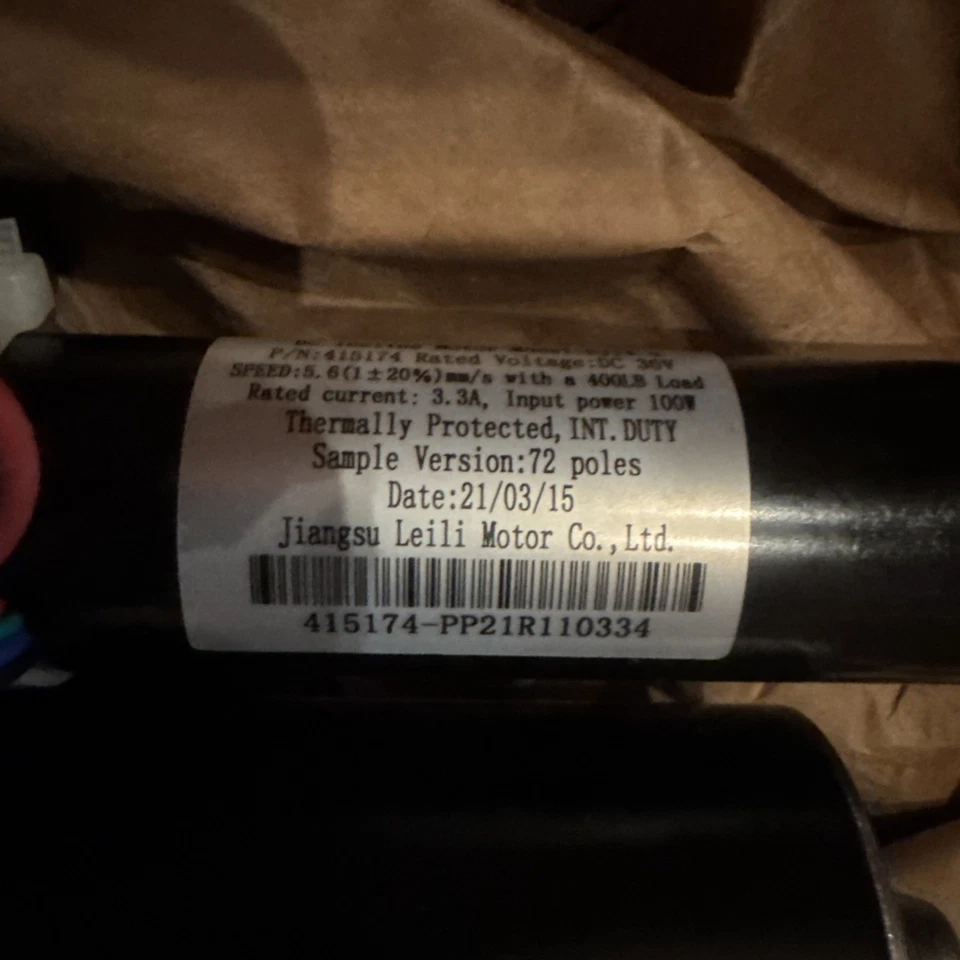 P/N:415174 Rated Voltage:DC 36V
SPEED:5.6(1±20%)mm/s with a 400LB Load
Rated current: 3.3A, Input power 100W
Thermally Protected, INT. DUTY
Sample Version:72 poles
Date:21/03/15
Jiangsu Leili Motor Co.,Ltd.
415174-PP21R110334